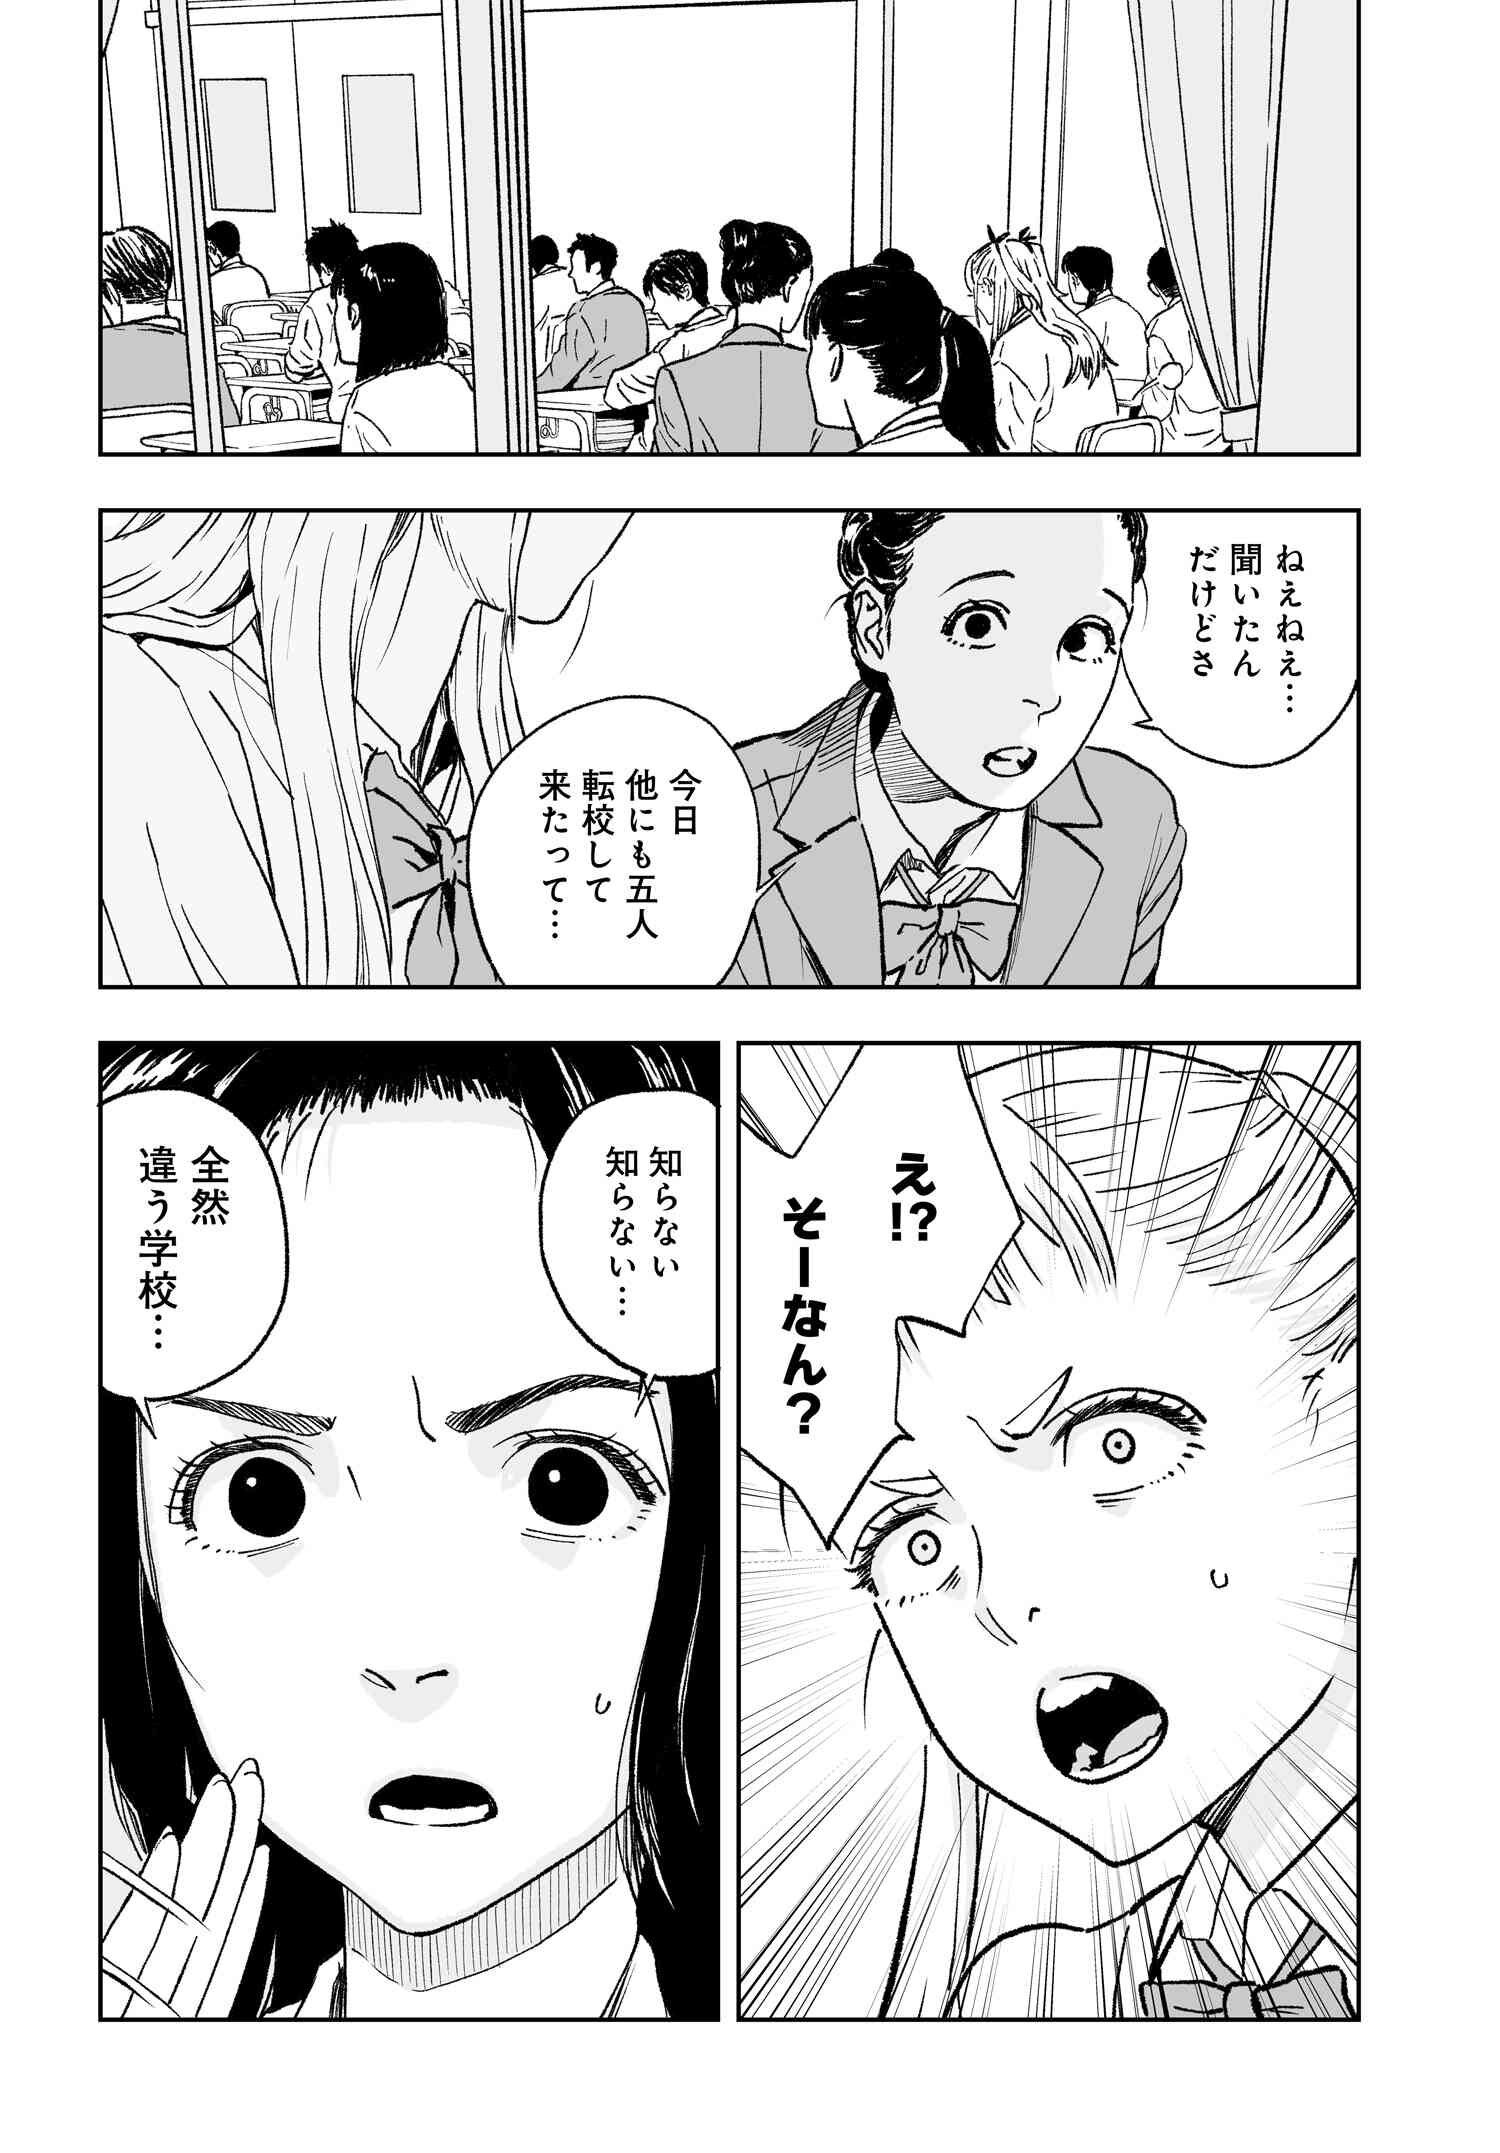 ねえねえ…
聞いたん
だけどさ
今日
他にも五人
転校して
来たって…
え!?
そーなん?
知らない
知らない…
全然
違う学校…